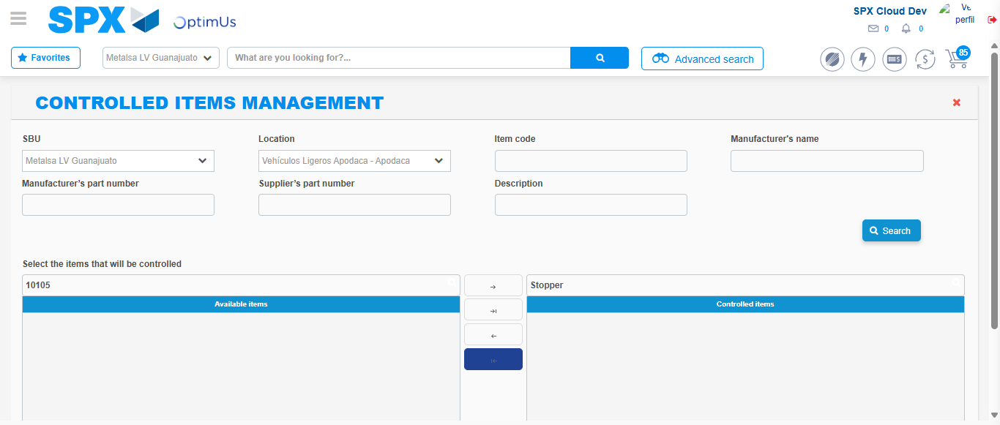 SPX OptimUs
SPX Cloud Dev
Ve
perfil
0 0
Favorites
Metalsa LV Guanajuato
What are you looking for?...
Advanced search
85
CONTROLLED ITEMS MANAGEMENT
SBU
Location
Item code
Manufacturer's name
Metalsa LV Guanajuato
Vehículos Ligeros Apodaca - Apodaca
Manufacturer’s part number
Supplier’s part number
Description
Search
Select the items that will be controlled
10105
Stopper
Available items
Controlled items